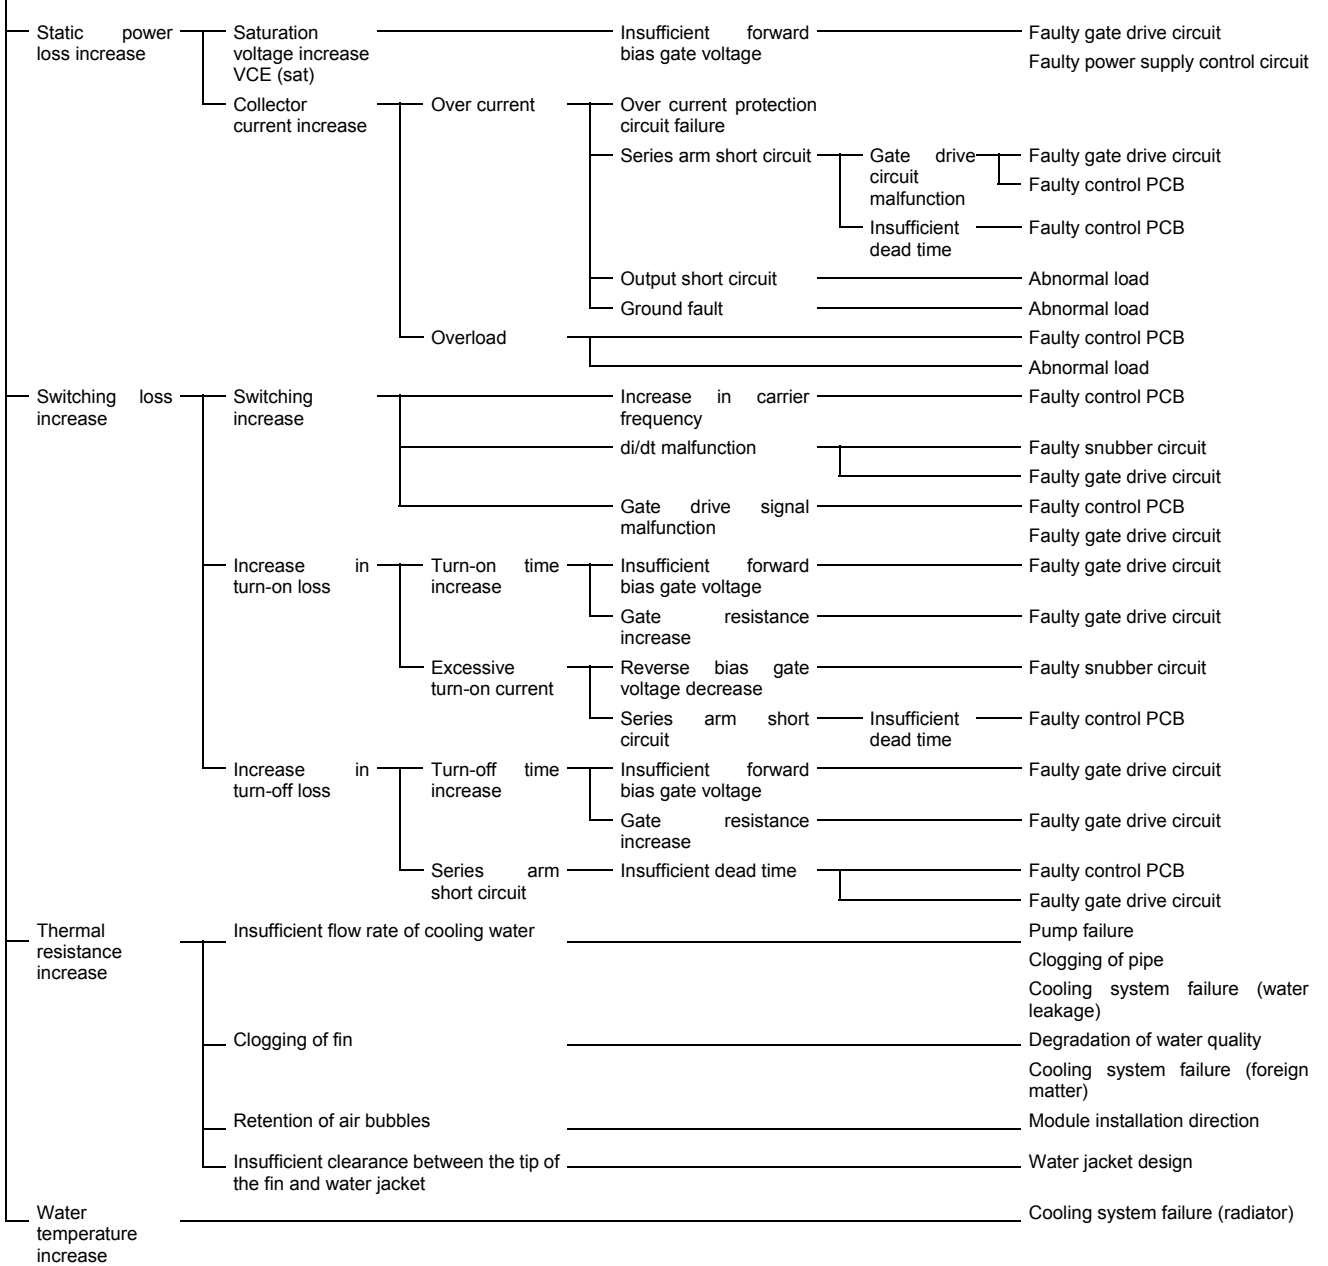 Static power
loss increase
Saturation
voltage increase
VCE (sat)
Insufficient forward
bias gate voltage
Faulty gate drive circuit
Faulty power supply control circuit
Collector
current increase
Over current
Over current protection
circuit failure
Series arm short circuit
Gate drive
circuit
malfunction
Faulty gate drive circuit
Faulty control PCB
Insufficient
dead time
Faulty control PCB
Output short circuit
Abnormal load
Ground fault
Abnormal load
Overload
Faulty control PCB
Abnormal load
Switching loss
increase
Switching
increase
Increase in carrier
frequency
Faulty control PCB
di/dt malfunction
Faulty snubber circuit
Faulty gate drive circuit
Gate drive signal
malfunction
Faulty control PCB
Faulty gate drive circuit
Increase in
turn-on loss
Turn-on time
increase
Insufficient forward
bias gate voltage
Faulty gate drive circuit
Gate resistance
increase
Faulty gate drive circuit
Excessive
turn-on current
Reverse bias gate
voltage decrease
Faulty snubber circuit
Series arm short
circuit
Insufficient
dead time
Faulty control PCB
Increase in
turn-off loss
Turn-off time
increase
Insufficient forward
bias gate voltage
Faulty gate drive circuit
Gate resistance
increase
Faulty gate drive circuit
Series arm
short circuit
Insufficient dead time
Faulty control PCB
Faulty gate drive circuit
Thermal
resistance
increase
Insufficient flow rate of cooling water
Pump failure
Clogging of pipe
Cooling system failure (water
leakage)
Clogging of fin
Degradation of water quality
Cooling system failure (foreign
matter)
Retention of air bubbles
Module installation direction
Insufficient clearance between the tip of
the fin and water jacket
Water jacket design
Water
temperature
increase
Cooling system failure (radiator)